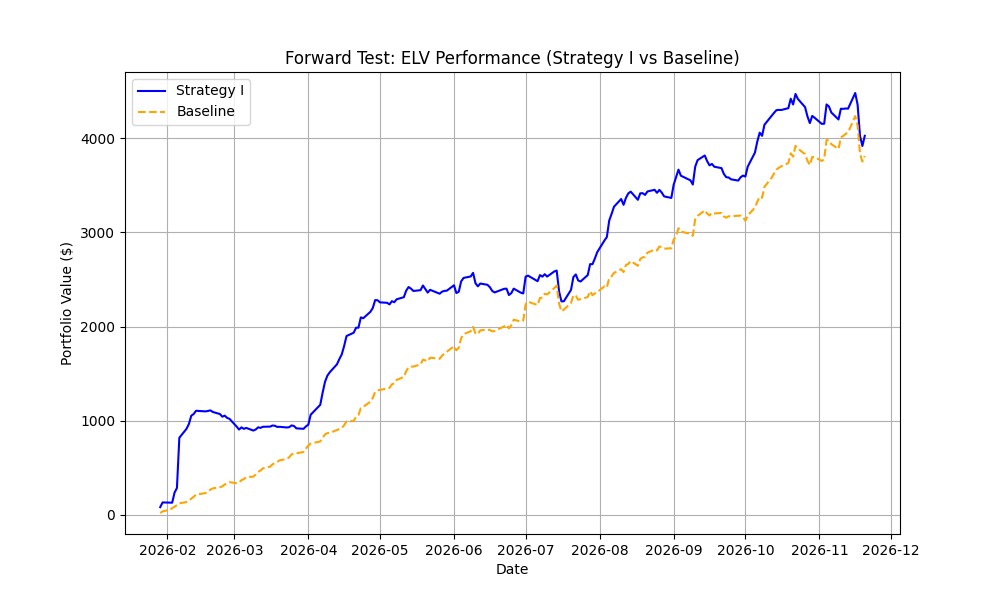 Forward Test: ELV Performance (Strategy I vs Baseline)
Strategy I
Baseline
Portfolio Value ($)
4000
3000
2000
1000
0
2026-02 2026-03 2026-04 2026-05 2026-06 2026-07 2026-08 2026-09 2026-10 2026-11 2026-12
Date